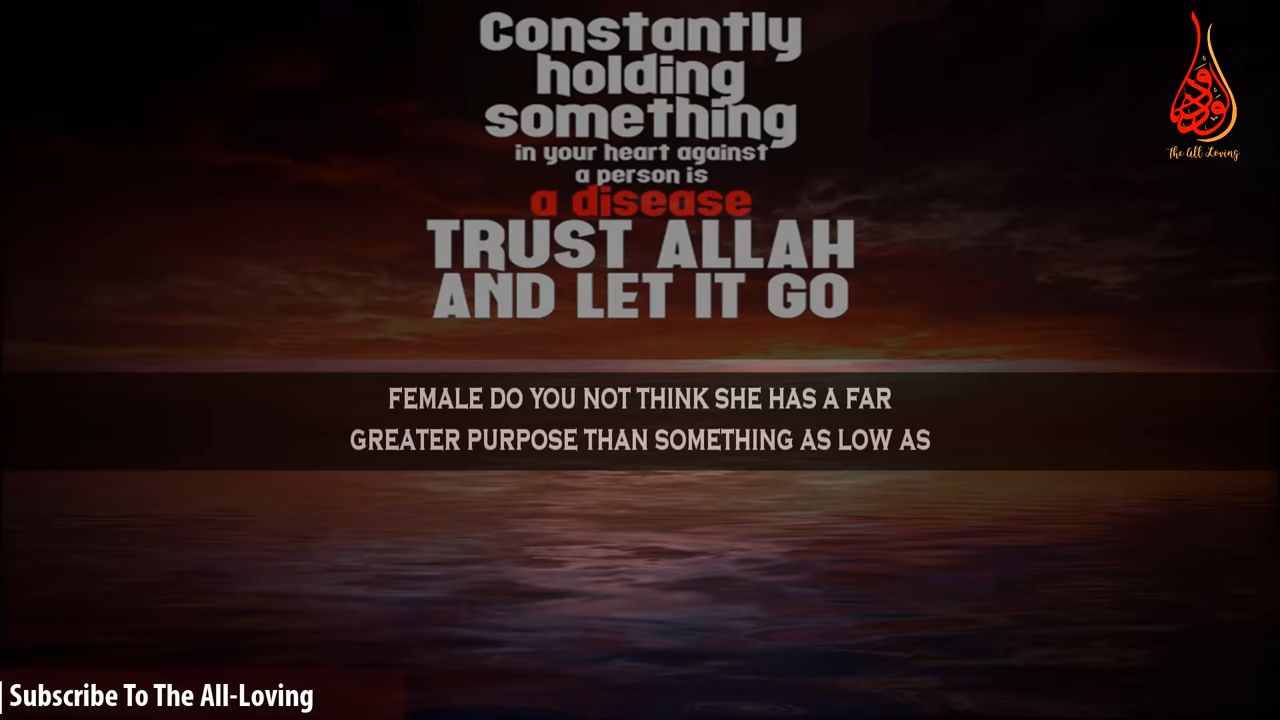 Constantly
holding
something
in your heart against
a person is
a disease
TRUST ALLAH
AND LET IT GO
The All Loving
FEMALE DO YOU NOT THINK SHE HAS A FAR
GREATER PURPOSE THAN SOMETHING AS LOW AS
Subscribe To The All-Loving